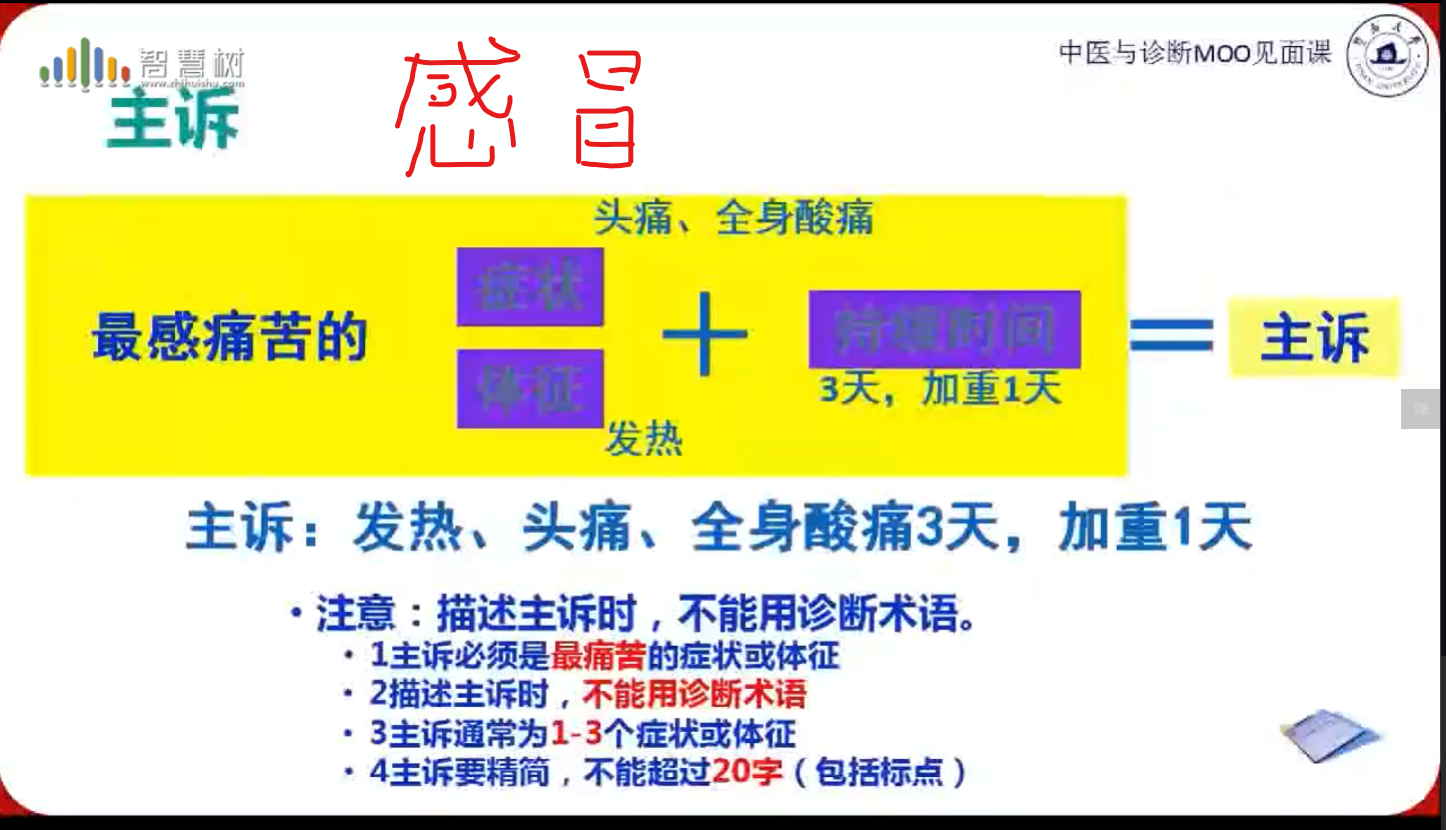 智慧树
www.zhihuishu.com
感冒
中医与诊断MOO见面课
主诉
头痛、全身酸痛
症状
最感痛苦的
+
持续时间
=
主诉
体征
3天，加重1天
发热
弹
主诉：发热、头痛、全身酸痛3天，加重1天
• 注意：描述主诉时，不能用诊断术语。
• 1主诉必须是最痛苦的症状或体征
• 2描述主诉时，不能用诊断术语
• 3主诉通常为1-3个症状或体征
• 4主诉要精简，不能超过20字（包括标点）